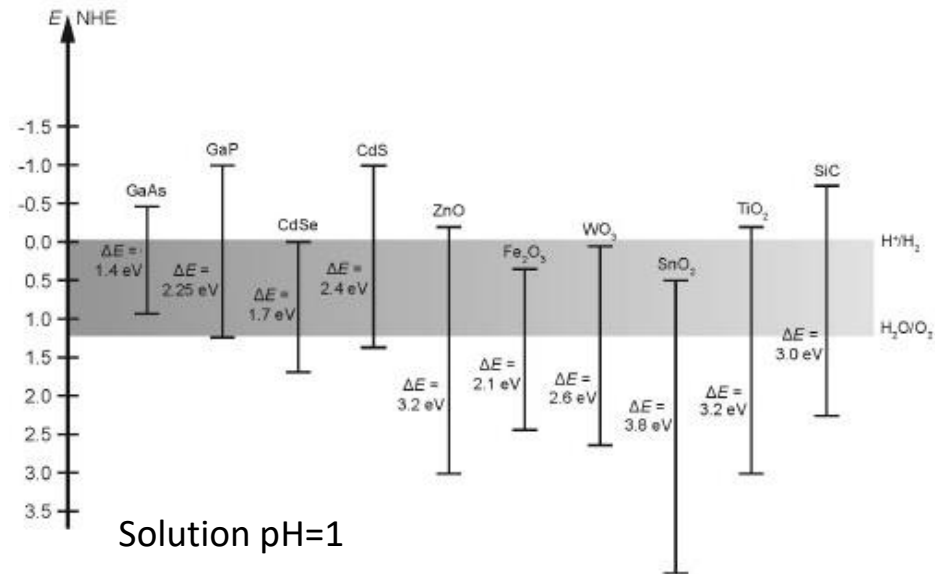 E NHE
-1.5
-1.0
-0.5
0.0
0.5
1.0
1.5
2.0
2.5
3.0
3.5
GaAs
ΔE =
1.4 eV
GaP
ΔE =
2.25 eV
CdSe
ΔE =
1.7 eV
CdS
ΔE =
2.4 eV
ZnO
ΔE =
3.2 eV
Fe₂O₃
ΔE =
2.1 eV
WO₃
ΔE =
2.6 eV
SnO₂
ΔE =
3.8 eV
TiO₂
ΔE =
3.2 eV
SiC
ΔE =
3.0 eV
H⁺/H₂
H₂O/O₂
Solution pH=1